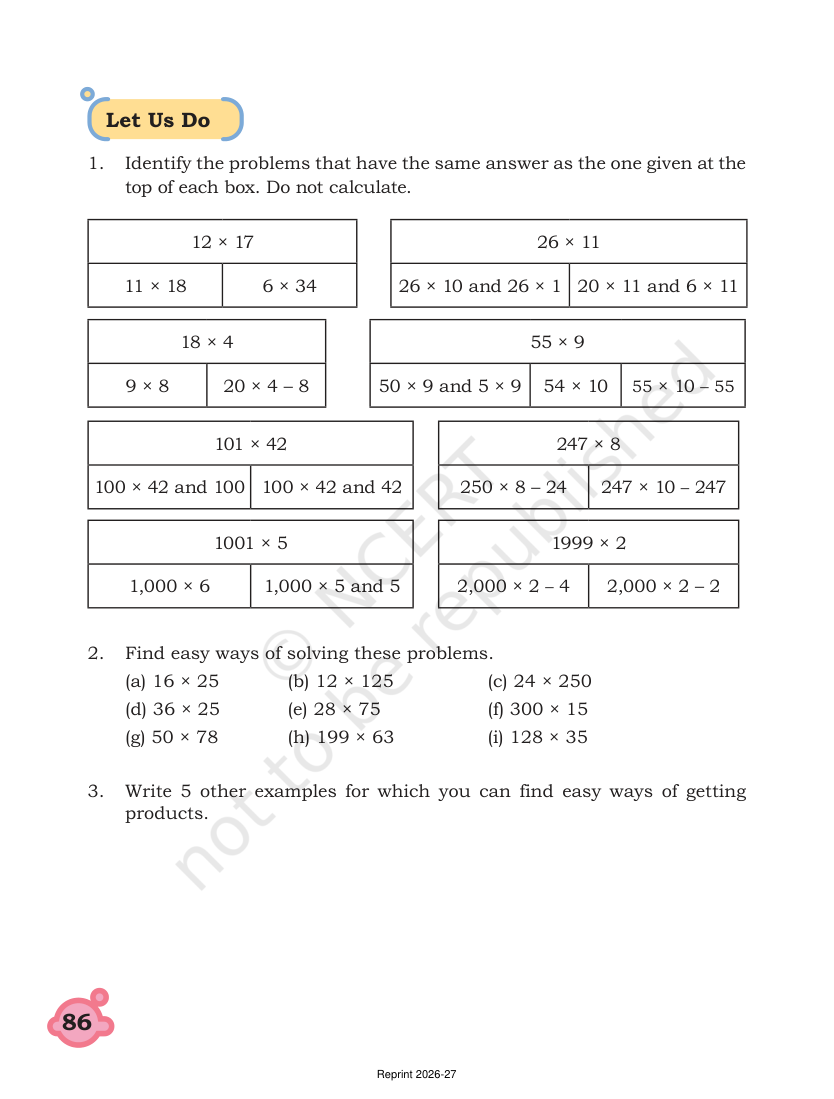 Let Us Do
1. Identify the problems that have the same answer as the one given at the
top of each box. Do not calculate.
12 × 17
11 × 18 6 × 34
26 × 11
26 × 10 and 26 × 1 20 × 11 and 6 × 11
18 × 4
9 × 8 20 × 4 – 8
55 × 9
50 × 9 and 5 × 9 54 × 10 55 × 10 – 55
101 × 42
100 × 42 and 100 100 × 42 and 42
247 × 8
250 × 8 – 24 247 × 10 – 247
1001 × 5
1,000 × 6 1,000 × 5 and 5
1999 × 2
2,000 × 2 – 4 2,000 × 2 – 2
2. Find easy ways of solving these problems.
(a) 16 × 25 (b) 12 × 125 (c) 24 × 250
(d) 36 × 25 (e) 28 × 75 (f) 300 × 15
(g) 50 × 78 (h) 199 × 63 (i) 128 × 35
3. Write 5 other examples for which you can find easy ways of getting
products.
© NCERT
not to be republished
86
Reprint 2026-27